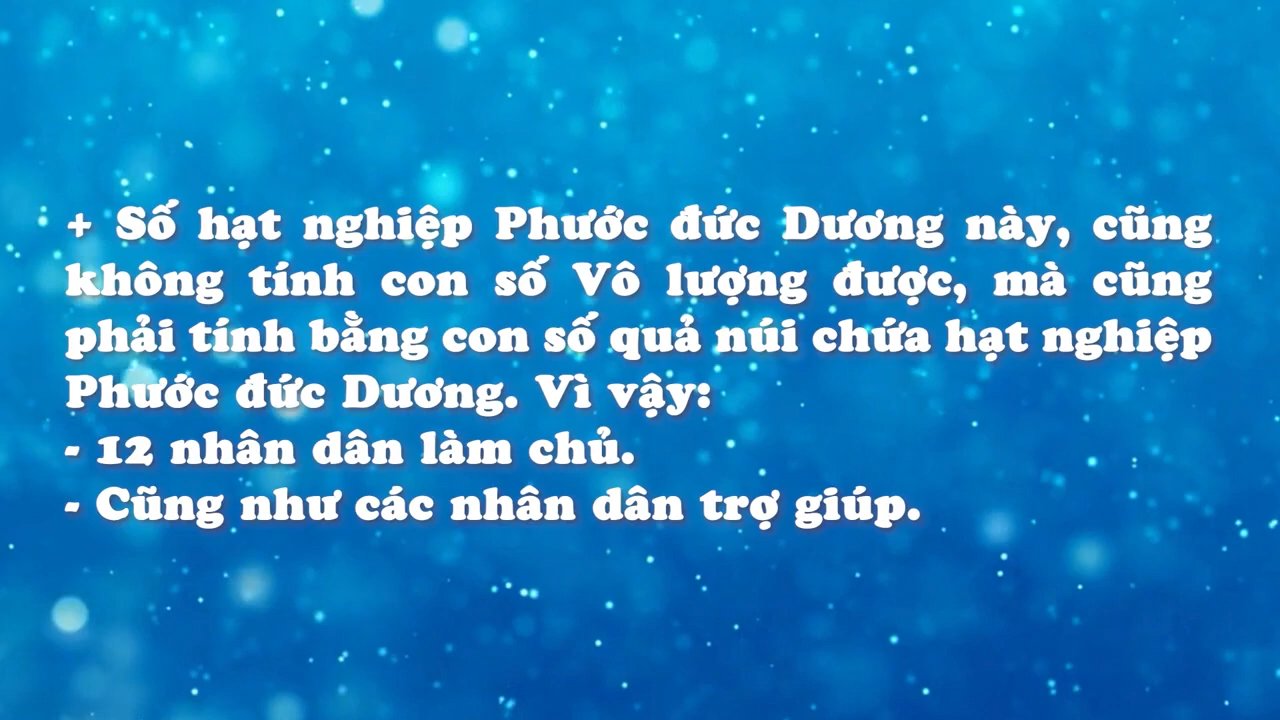 + Số hạt nghiệp Phước đức Dương này, cũng
không tính con số Vô lượng được, mà cũng
phải tính bằng con số quả núi chứa hạt nghiệp
Phước đức Dương. Vì vậy:
- 12 nhân dân làm chủ.
- Cũng như các nhân dân trợ giúp.